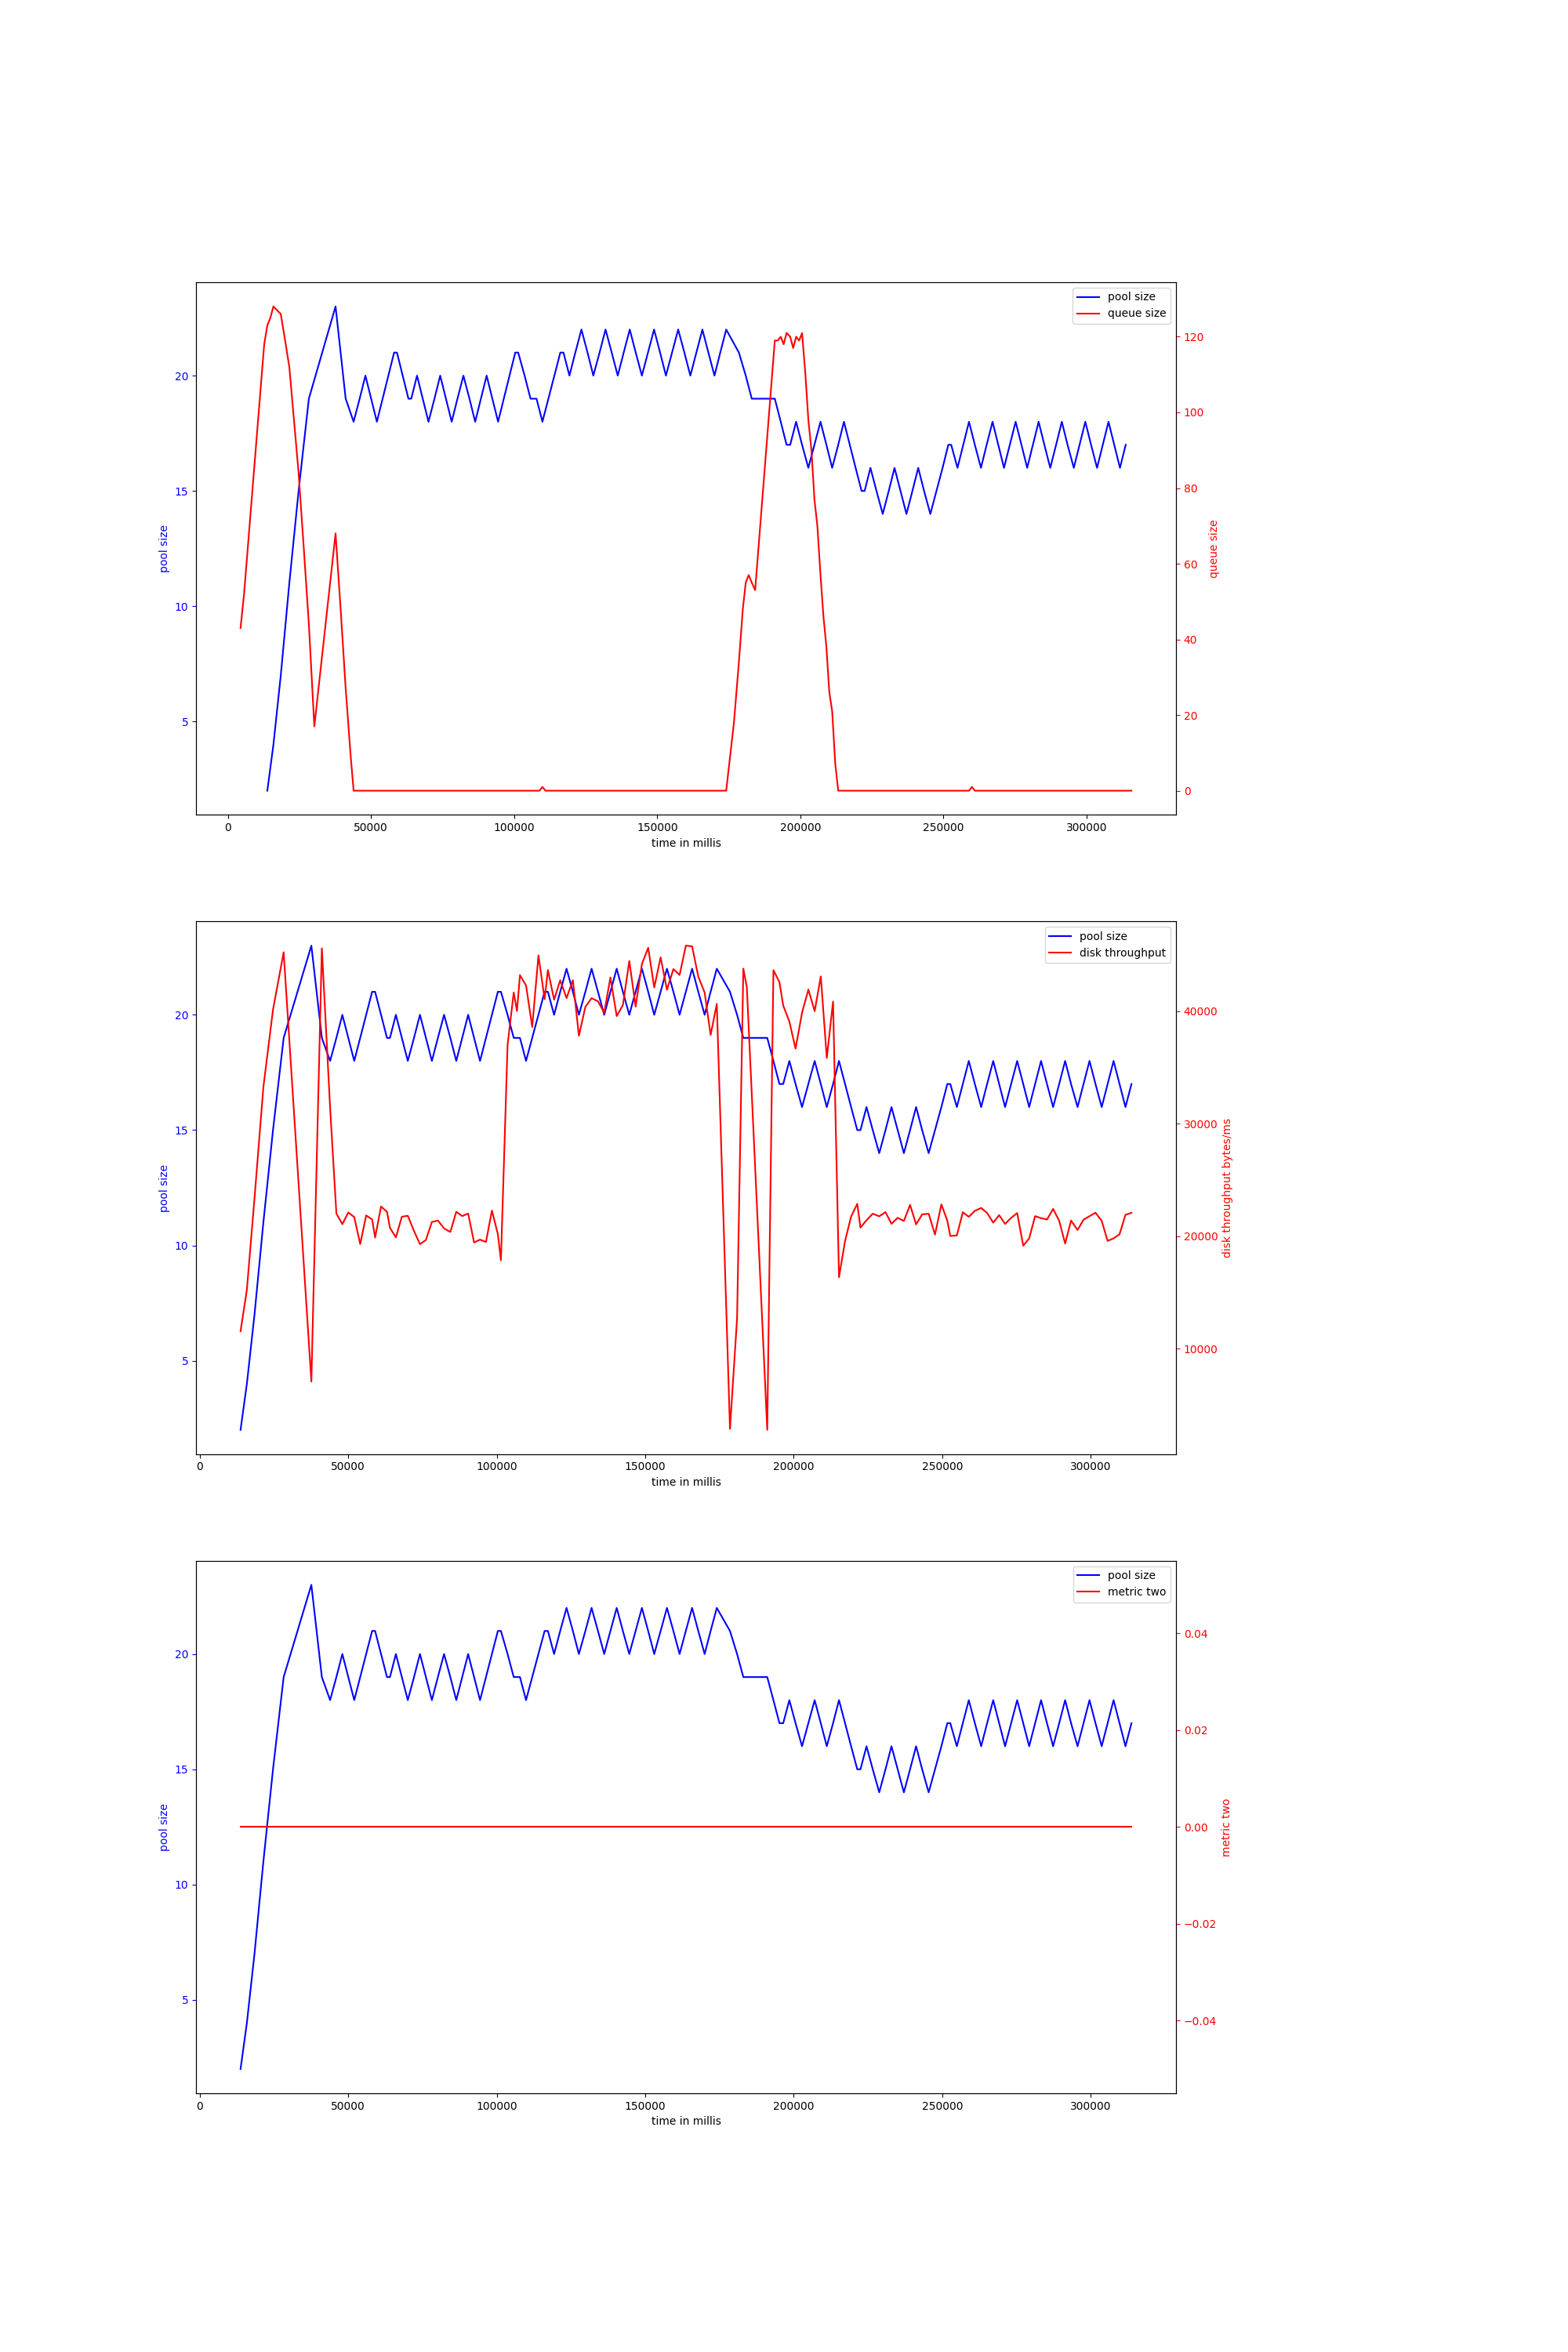 pool size
queue size
20
15
10
5
120
100
80
60
40
20
0
pool size
queue size
0 50000 100000 150000 200000 250000 300000
time in millis
pool size
disk throughput
20
15
10
5
40000
30000
20000
10000
pool size
disk throughput bytes/ms
0 50000 100000 150000 200000 250000 300000
time in millis
pool size
metric two
20
15
10
5
0.04
0.02
0.00
−0.02
−0.04
pool size
metric two
0 50000 100000 150000 200000 250000 300000
time in millis